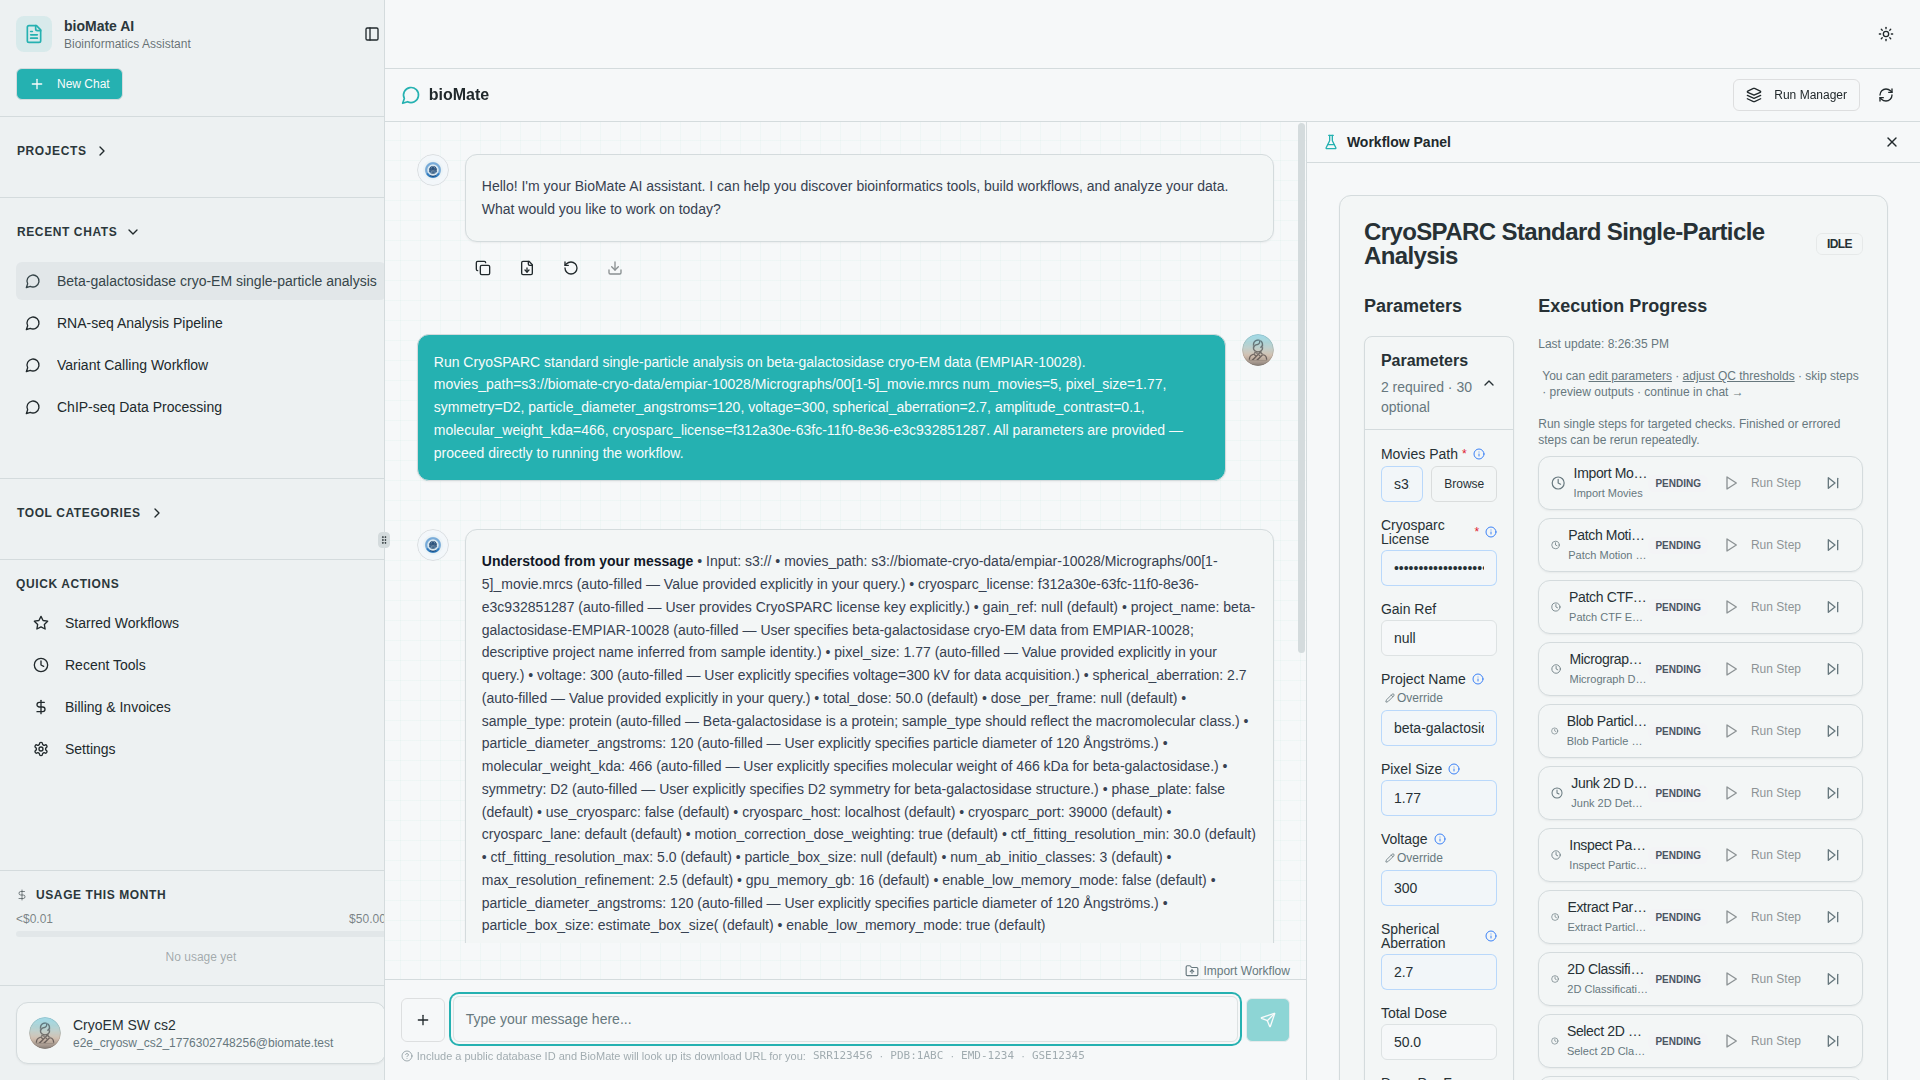 bioMate AI
Bioinformatics Assistant
New Chat
PROJECTS
RECENT CHATS
Beta-galactosidase cryo-EM single-particle analysis
RNA-seq Analysis Pipeline
Variant Calling Workflow
ChIP-seq Data Processing
TOOL CATEGORIES
QUICK ACTIONS
Starred Workflows
Recent Tools
Billing & Invoices
Settings
USAGE THIS MONTH
<$0.01 $50.00
No usage yet
CryoEM SW cs2
e2e_cryosw_cs2_1776302748256@biomate.test
bioMate
Run Manager
Hello! I'm your BioMate AI assistant. I can help you discover bioinformatics tools, build workflows, and analyze your data.
What would you like to work on today?
Run CryoSPARC standard single-particle analysis on beta-galactosidase cryo-EM data (EMPIAR-10028).
movies_path=s3://biomate-cryo-data/empiar-10028/Micrographs/00[1-5]_movie.mrcs num_movies=5, pixel_size=1.77,
symmetry=D2, particle_diameter_angstroms=120, voltage=300, spherical_aberration=2.7, amplitude_contrast=0.1,
molecular_weight_kda=466, cryosparc_license=f312a30e-63fc-11f0-8e36-e3c932851287. All parameters are provided —
proceed directly to running the workflow.
Understood from your message • Input: s3:// • movies_path: s3://biomate-cryo-data/empiar-10028/Micrographs/00[1-
5]_movie.mrcs (auto-filled — Value provided explicitly in your query.) • cryosparc_license: f312a30e-63fc-11f0-8e36-
e3c932851287 (auto-filled — User provides CryoSPARC license key explicitly.) • gain_ref: null (default) • project_name: beta-
galactosidase-EMPIAR-10028 (auto-filled — User specifies beta-galactosidase cryo-EM data from EMPIAR-10028;
descriptive project name inferred from sample identity.) • pixel_size: 1.77 (auto-filled — Value provided explicitly in your
query.) • voltage: 300 (auto-filled — User explicitly specifies voltage=300 kV for data acquisition.) • spherical_aberration: 2.7
(auto-filled — Value provided explicitly in your query.) • total_dose: 50.0 (default) • dose_per_frame: null (default) •
sample_type: protein (auto-filled — Beta-galactosidase is a protein; sample_type should reflect the macromolecular class.) •
particle_diameter_angstroms: 120 (auto-filled — User explicitly specifies particle diameter of 120 Ångströms.) •
molecular_weight_kda: 466 (auto-filled — User explicitly specifies molecular weight of 466 kDa for beta-galactosidase.) •
symmetry: D2 (auto-filled — User explicitly specifies D2 symmetry for beta-galactosidase structure.) • phase_plate: false
(default) • use_cryosparc: false (default) • cryosparc_host: localhost (default) • cryosparc_port: 39000 (default) •
cryosparc_lane: default (default) • motion_correction_dose_weighting: true (default) • ctf_fitting_resolution_min: 30.0 (default)
• ctf_fitting_resolution_max: 5.0 (default) • particle_box_size: null (default) • num_ab_initio_classes: 3 (default) •
max_resolution_refinement: 2.5 (default) • gpu_memory_gb: 16 (default) • enable_low_memory_mode: false (default) •
particle_diameter_angstroms: 120 (auto-filled — User explicitly specifies particle diameter of 120 Ångströms.) •
particle_box_size: estimate_box_size( (default) • enable_low_memory_mode: true (default)
Import Workflow
Type your message here...
Include a public database ID and BioMate will look up its download URL for you: SRR123456 · PDB:1ABC · EMD-1234 · GSE12345
Workflow Panel
CryoSPARC Standard Single-Particle
Analysis
IDLE
Parameters
Parameters
2 required · 30
optional
Movies Path *
s3
Browse
Cryosparc
License *
••••••••••••••••••
Gain Ref
null
Project Name
Override
beta-galactosid
Pixel Size
1.77
Voltage
Override
300
Spherical
Aberration
2.7
Total Dose
50.0
Execution Progress
Last update: 8:26:35 PM
You can edit parameters · adjust QC thresholds · skip steps
· preview outputs · continue in chat →
Run single steps for targeted checks. Finished or errored
steps can be rerun repeatedly.
Import Mo…
Import Movies
PENDING Run Step
Patch Moti…
Patch Motion …
PENDING Run Step
Patch CTF…
Patch CTF E…
PENDING Run Step
Micrograp…
Micrograph D…
PENDING Run Step
Blob Particl…
Blob Particle …
PENDING Run Step
Junk 2D D…
Junk 2D Det…
PENDING Run Step
Inspect Pa…
Inspect Partic…
PENDING Run Step
Extract Par…
Extract Particl…
PENDING Run Step
2D Classifi…
2D Classificati…
PENDING Run Step
Select 2D …
Select 2D Cla…
PENDING Run Step